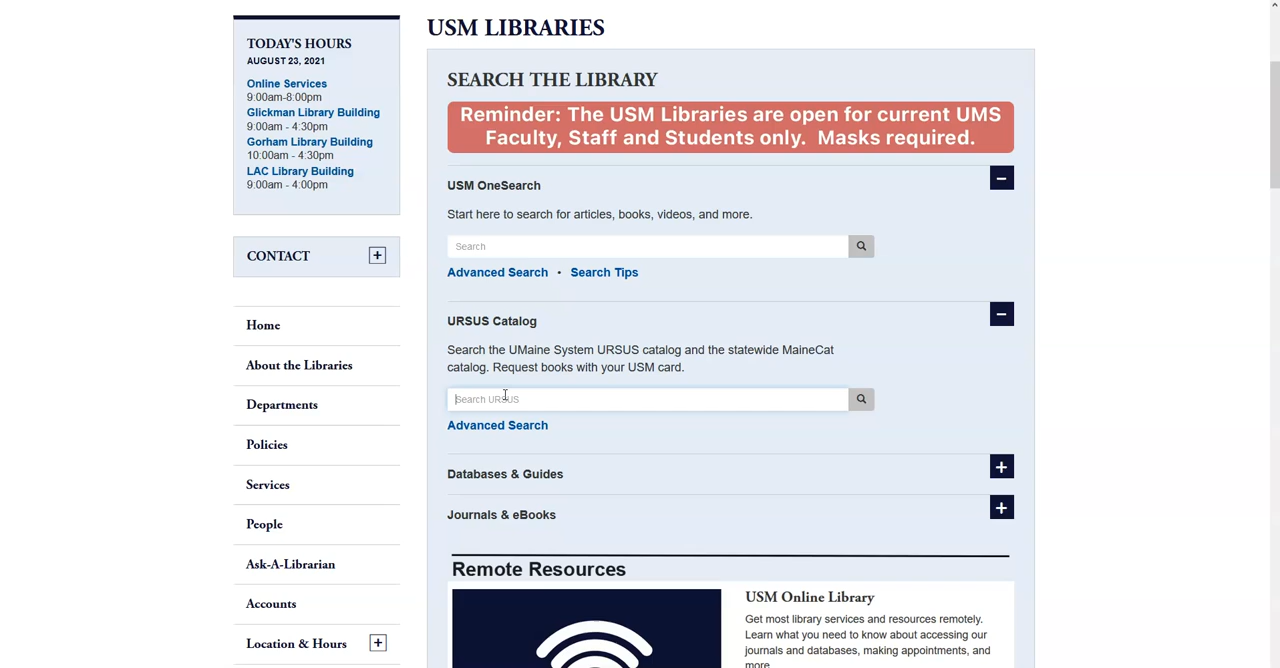 TODAY'S HOURS
AUGUST 23, 2021
Online Services
9:00am-8:00pm
Glickman Library Building
9:00am - 4:30pm
Gorham Library Building
10:00am - 4:30pm
LAC Library Building
9:00am - 4:00pm
CONTACT
Home
About the Libraries
Departments
Policies
Services
People
Ask-A-Librarian
Accounts
Location & Hours
USM LIBRARIES
SEARCH THE LIBRARY
Reminder: The USM Libraries are open for current UMS
Faculty, Staff and Students only. Masks required.
USM OneSearch
Start here to search for articles, books, videos, and more.
Search
Advanced Search • Search Tips
URSUS Catalog
Search the UMaine System URSUS catalog and the statewide MaineCat
catalog. Request books with your USM card.
Search URSUS
Advanced Search
Databases & Guides
Journals & eBooks
Remote Resources
USM Online Library
Get most library services and resources remotely.
Learn what you need to know about accessing our
journals and databases, making appointments, and
more.